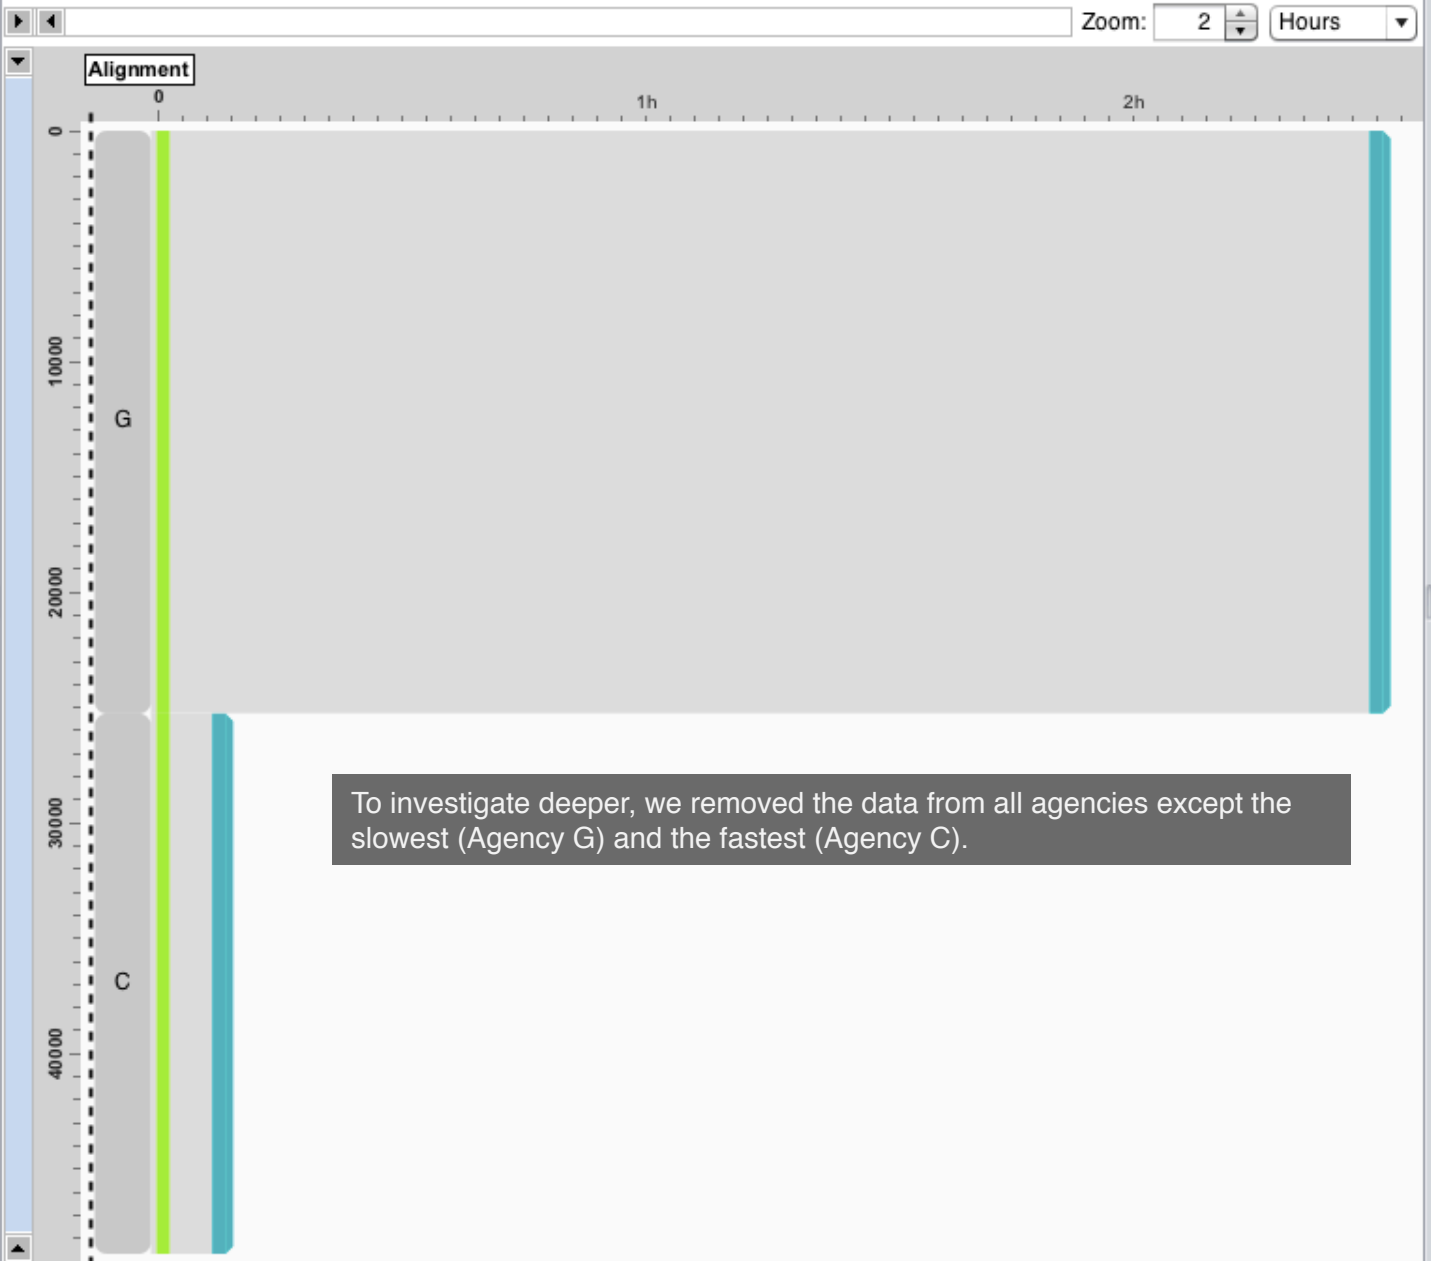 Zoom: 2 Hours
Alignment
0 1h 2h
0
10000
G
20000
30000
To investigate deeper, we removed the data from all agencies except the
slowest (Agency G) and the fastest (Agency C).
C
40000